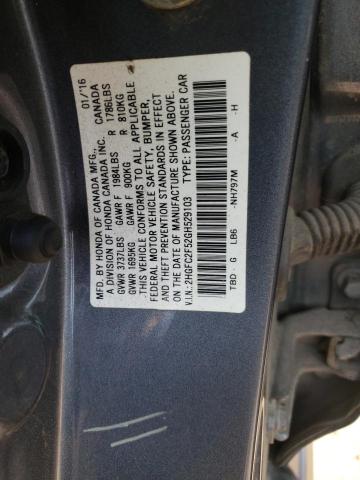 MFD. BY HONDA OF CANADA MFG., 01/'16
A DIVISION OF HONDA CANADA INC. CANADA
GVWR 3737LBS GAWR F 1984LBS R 1786LBS
GVWR 1695KG GAWR F 900KG R 810KG
THIS VEHICLE CONFORMS TO ALL APPLICABLE
FEDERAL MOTOR VEHICLE SAFETY, BUMPER,
AND THEFT PREVENTION STANDARDS IN EFFECT
ON THE DATE OF MANUFACTURE SHOWN ABOVE.
V.I.N.:2HGFC2F52GH529103 TYPE: PASSENGER CAR
TBD- G LB6 -NH797M -A -H